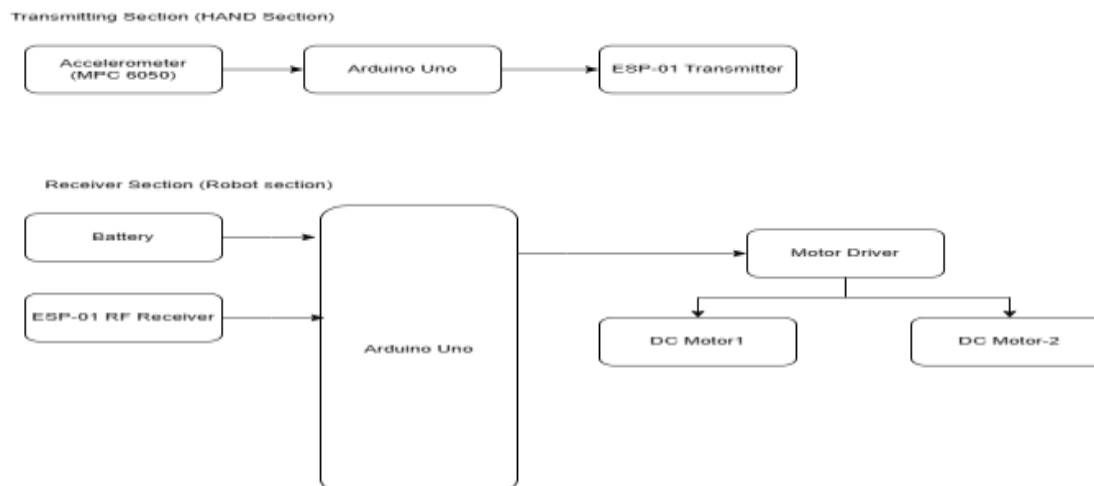 Transmitting Section (HAND Section)
Accelerometer
(MPC 6050)
Arduino Uno
ESP-01 Transmitter
Receiver Section (Robot section)
Battery
ESP-01 RF Receiver
Arduino Uno
Motor Driver
DC Motor1
DC Motor-2